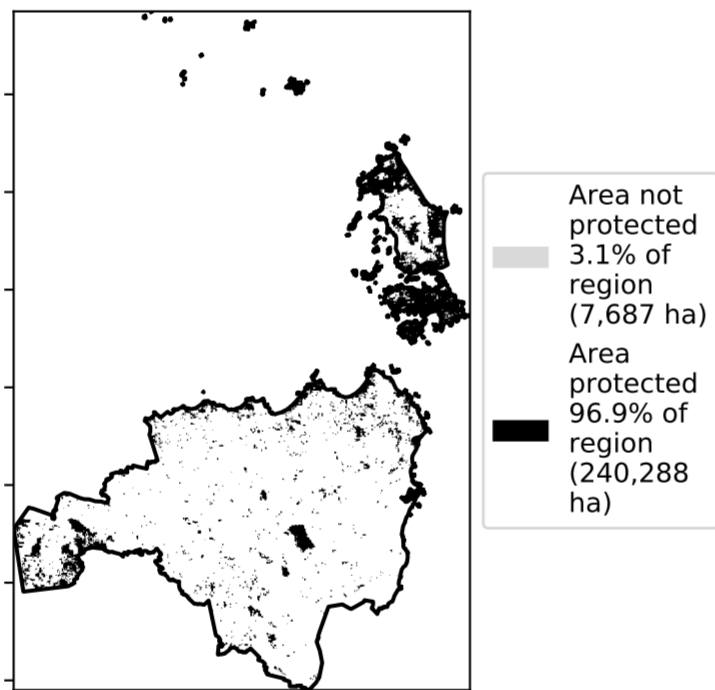 Area not
protected
3.1% of
region
(7,687 ha)
Area
protected
96.9% of
region
(240,288
ha)